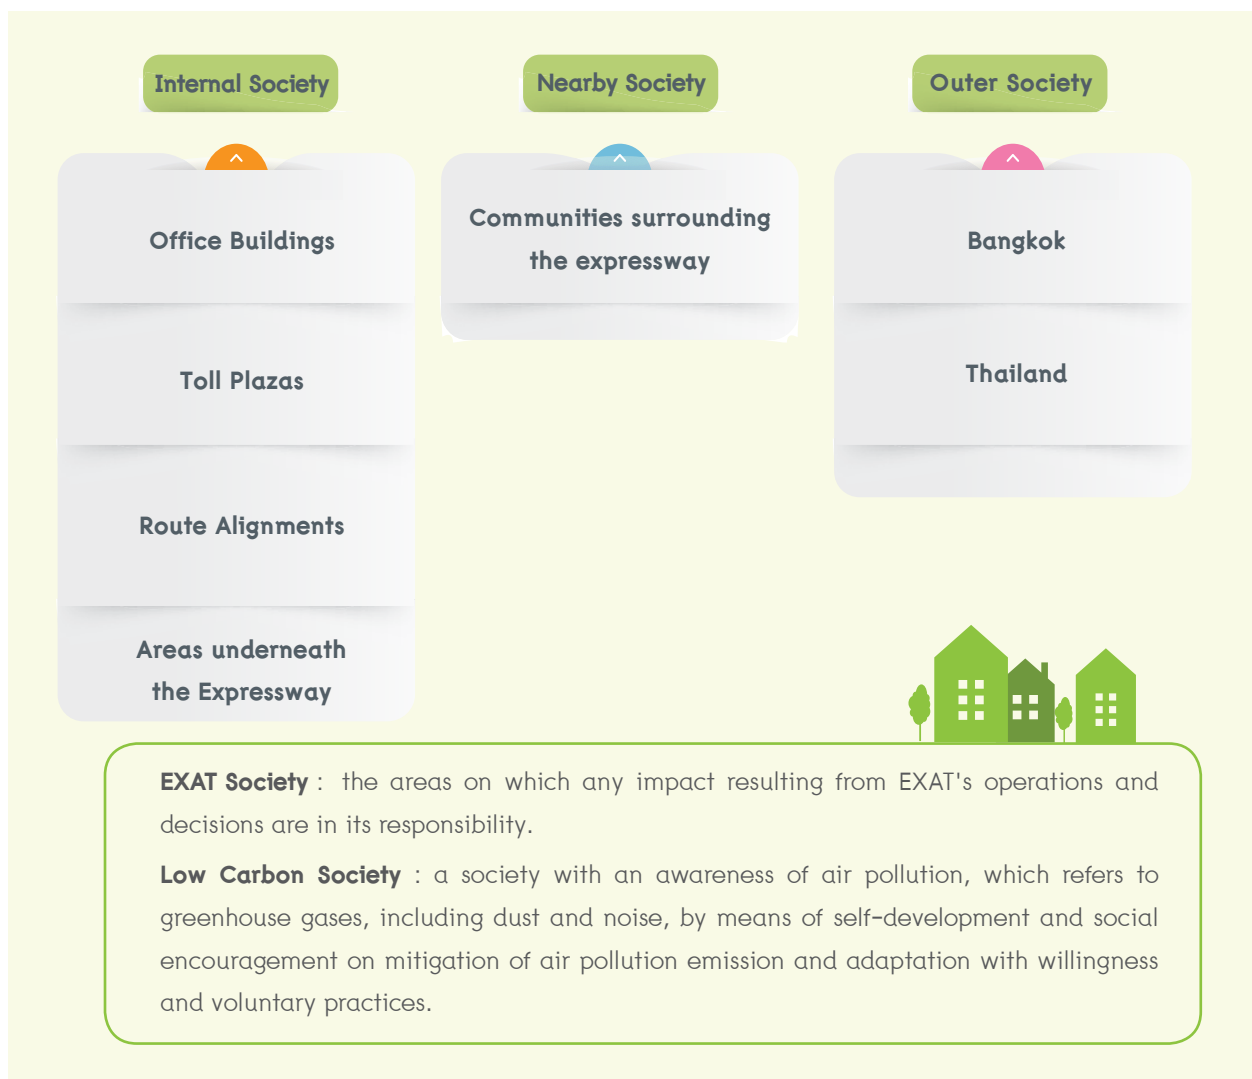 Internal Society
Office Buildings
Toll Plazas
Route Alignments
Areas underneath
the Expressway
Nearby Society
Communities surrounding
the expressway
Outer Society
Bangkok
Thailand
EXAT Society : the areas on which any impact resulting from EXAT's operations and
decisions are in its responsibility.
Low Carbon Society : a society with an awareness of air pollution, which refers to
greenhouse gases, including dust and noise, by means of self-development and social
encouragement on mitigation of air pollution emission and adaptation with willingness
and voluntary practices.